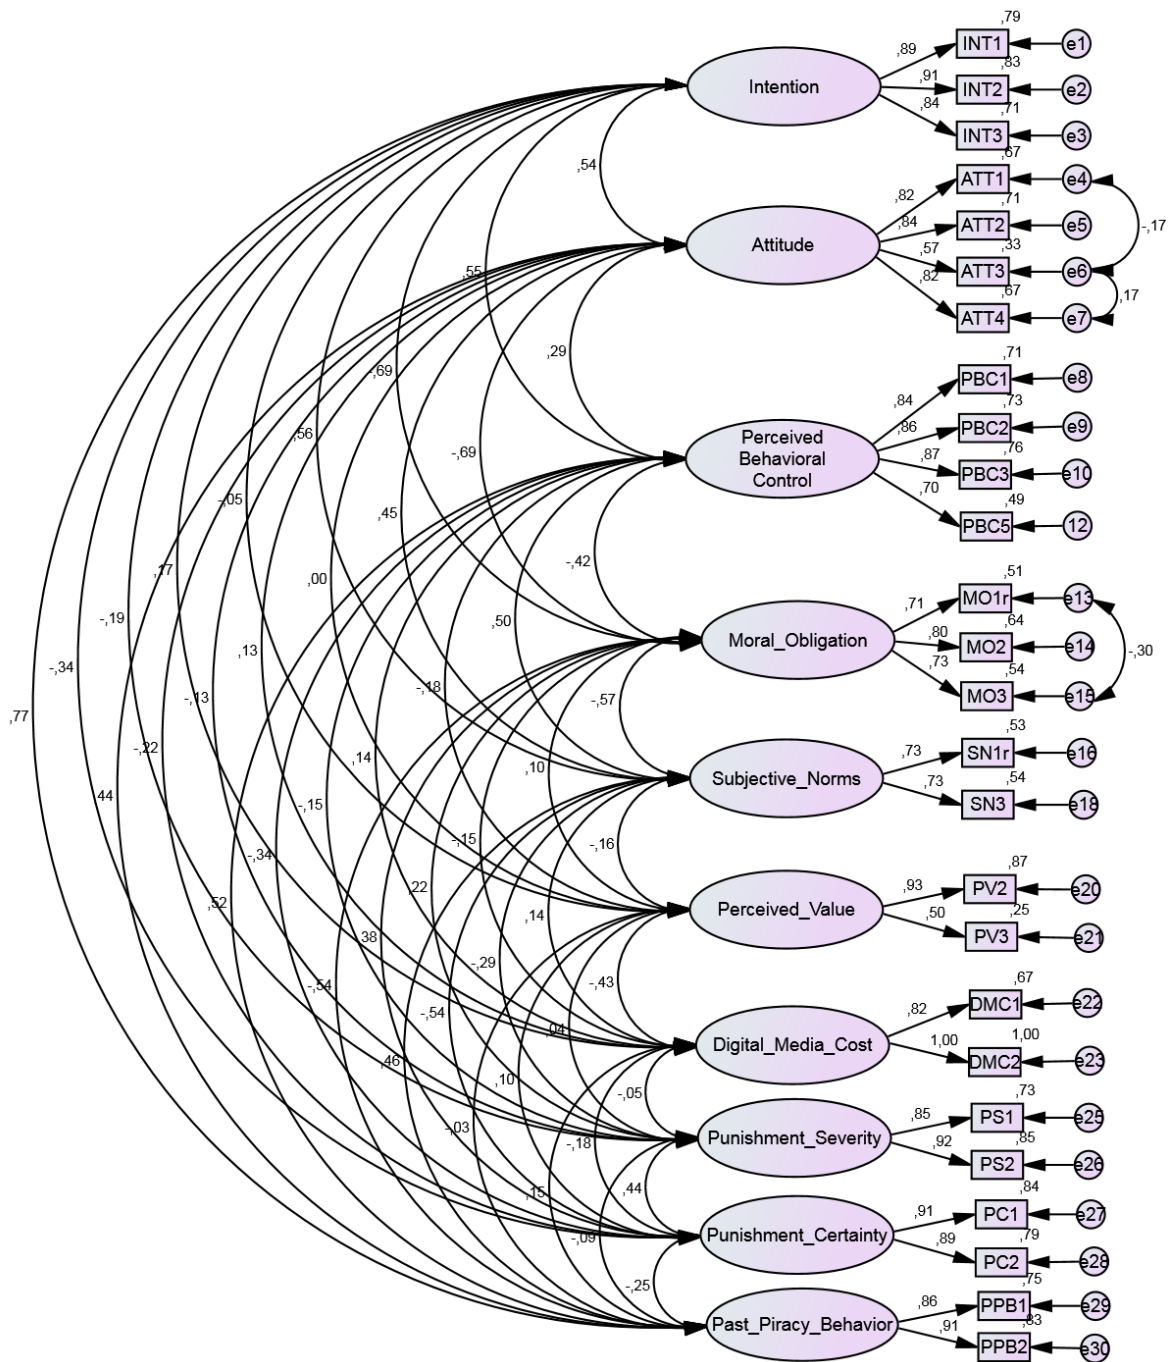 ,79
,89
INT1
e1
,83
,91
INT2
e2
Intention
,71
,84
INT3
e3
,67
,54
ATT1
e4
,82
,71
ATT2
e5
-,17
,84
Attitude
,33
,57
ATT3
e6
,82
,67
,17
ATT4
e7
,55
,29
,71
PBC1
e8
,84
,73
-,69
PBC2
e9
,86
Perceived
Behavioral
Control
,76
,87
PBC3
e10
,56
-,69
,70
,49
-,05
,45
PBC5
12
-,42
,17
,00
,51
,71
MO1r
e13
-,19
,50
,64
,80
Moral_Obligation
MO2
e14
-,30
,13
,73
,54
-,34
-,13
-,18
MO3
e15
-,57
,77
,53
-,22
,73
SN1r
e16
,14
,10
Subjective_Norms
,73
,54
44
-,15
SN3
e18
-,15
-,16
-,34
,87
,22
,93
PV2
e20
,52
,14
Perceived_Value
,50
,25
38
PV3
e21
-,29
-,43
-,54
,67
-,54
,82
DMC1
e22
,04
Digital_Media_Cost
1,00
1,00
,46
DMC2
e23
,10
-,05
,73
,85
PS1
e25
-,03
-,18
Punishment_Severity
,92
,85
PS2
e26
,44
,84
,15
,91
PC1
e27
-,09
Punishment_Certainty
,89
,79
PC2
e28
-,25
,75
,86
PPB1
e29
Past_Piracy_Behavior
,91
,83
PPB2
e30